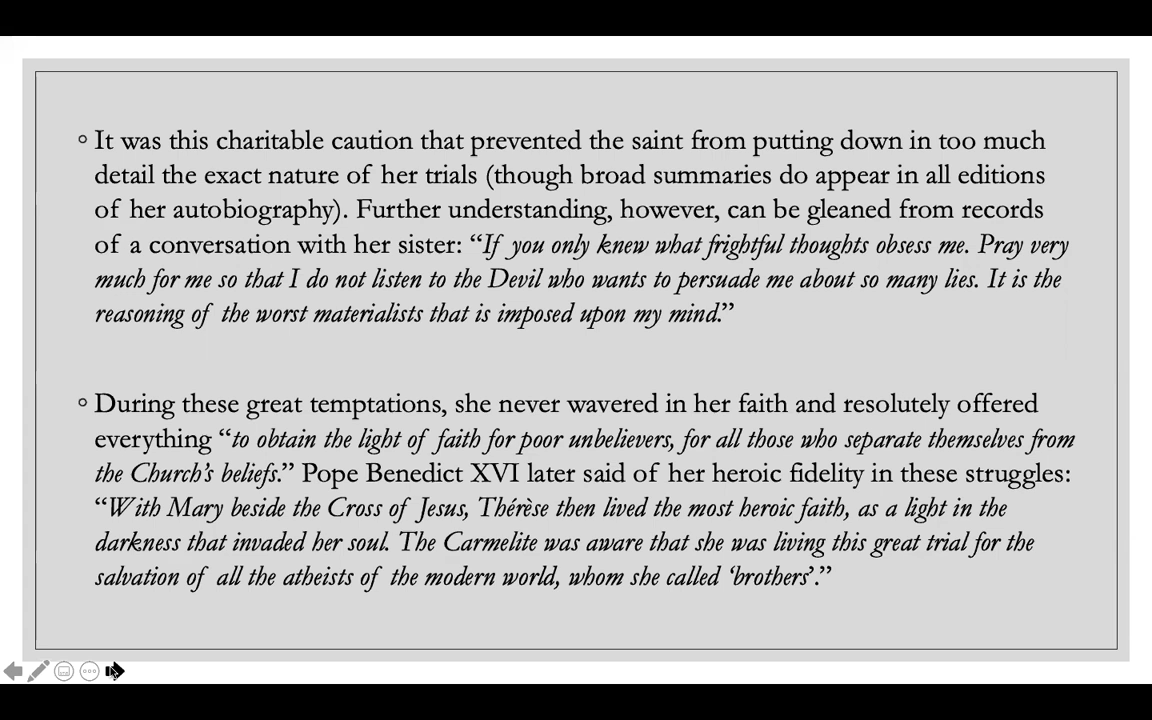 ◦ It was this charitable caution that prevented the saint from putting down in too much
detail the exact nature of her trials (though broad summaries do appear in all editions
of her autobiography). Further understanding, however, can be gleaned from records
of a conversation with her sister: “If you only knew what frightful thoughts obsess me. Pray very
much for me so that I do not listen to the Devil who wants to persuade me about so many lies. It is the
reasoning of the worst materialists that is imposed upon my mind.”
◦ During these great temptations, she never wavered in her faith and resolutely offered
everything “to obtain the light of faith for poor unbelievers, for all those who separate themselves from
the Church’s beliefs.” Pope Benedict XVI later said of her heroic fidelity in these struggles:
“With Mary beside the Cross of Jesus, Thérèse then lived the most heroic faith, as a light in the
darkness that invaded her soul. The Carmelite was aware that she was living this great trial for the
salvation of all the atheists of the modern world, whom she called ‘brothers’.”